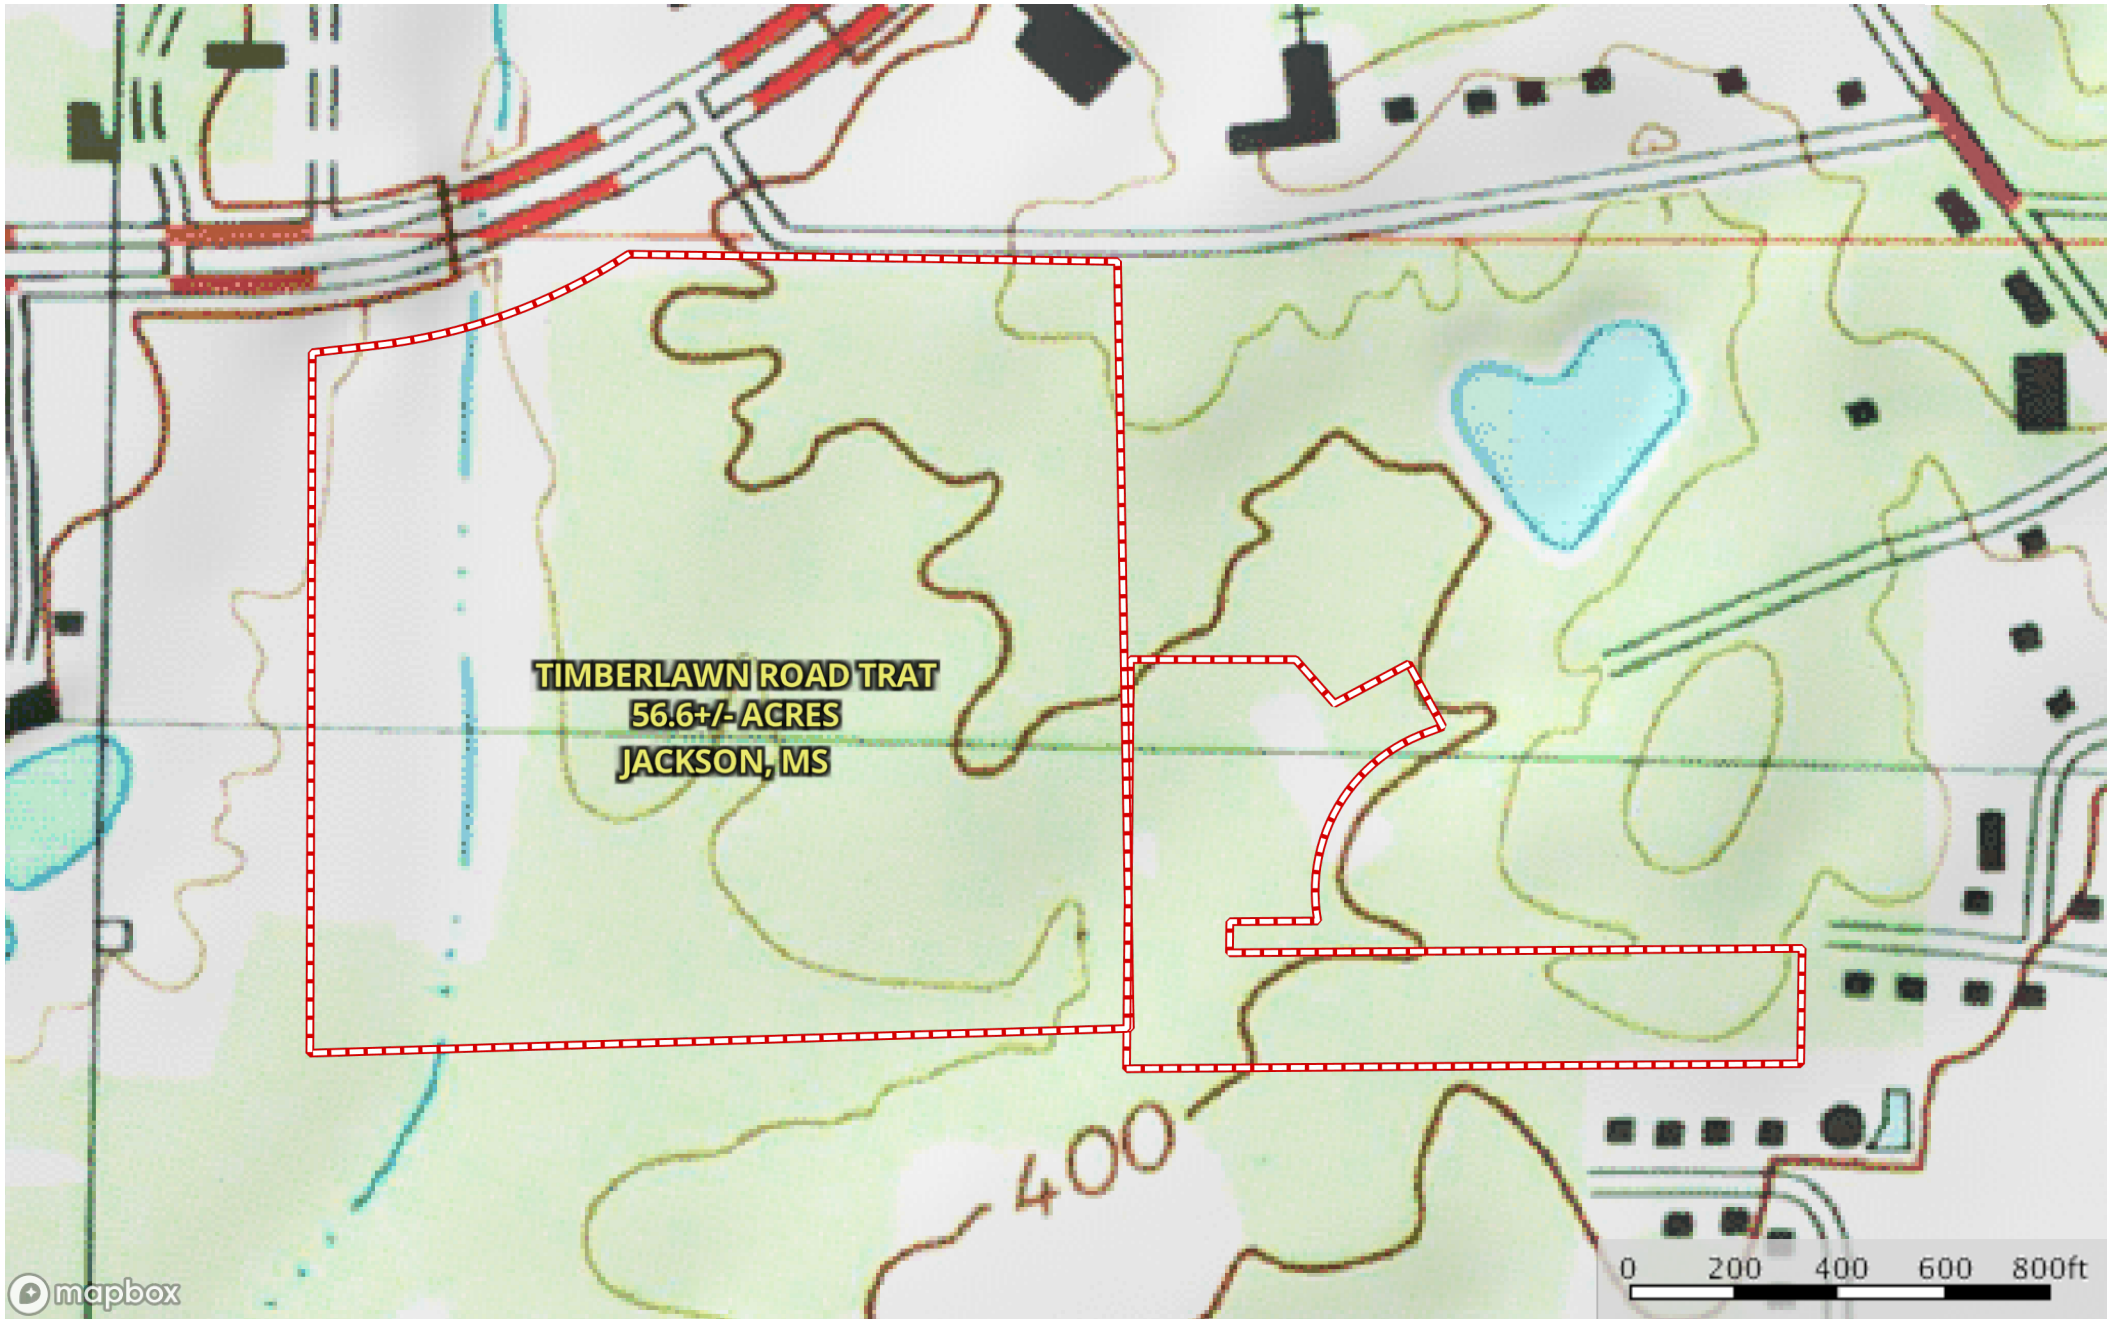 TIMBERLAWN ROAD TRAT
56.6+/- ACRES
JACKSON, MS
400
0 200 400 600 800ft
mapbox